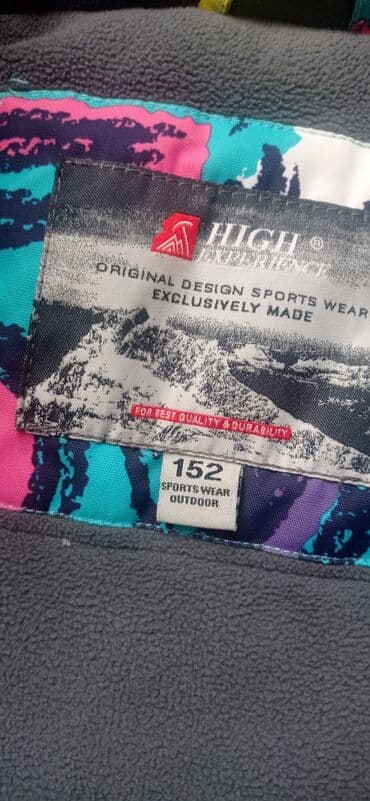 HIGH ®
EXPERIENCE
ORIGINAL DESIGN SPORTS WEAR
EXCLUSIVELY MADE
FOR BEST QUALITY & DURABILITY
152
SPORTS WEAR
OUTDOOR